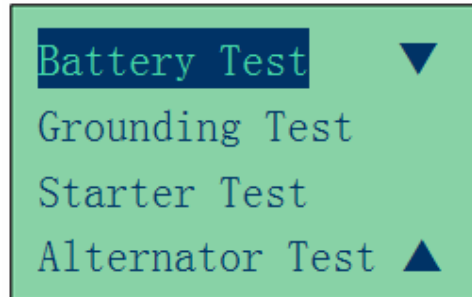 Battery Test ▼
Grounding Test
Starter Test
Alternator Test ▲